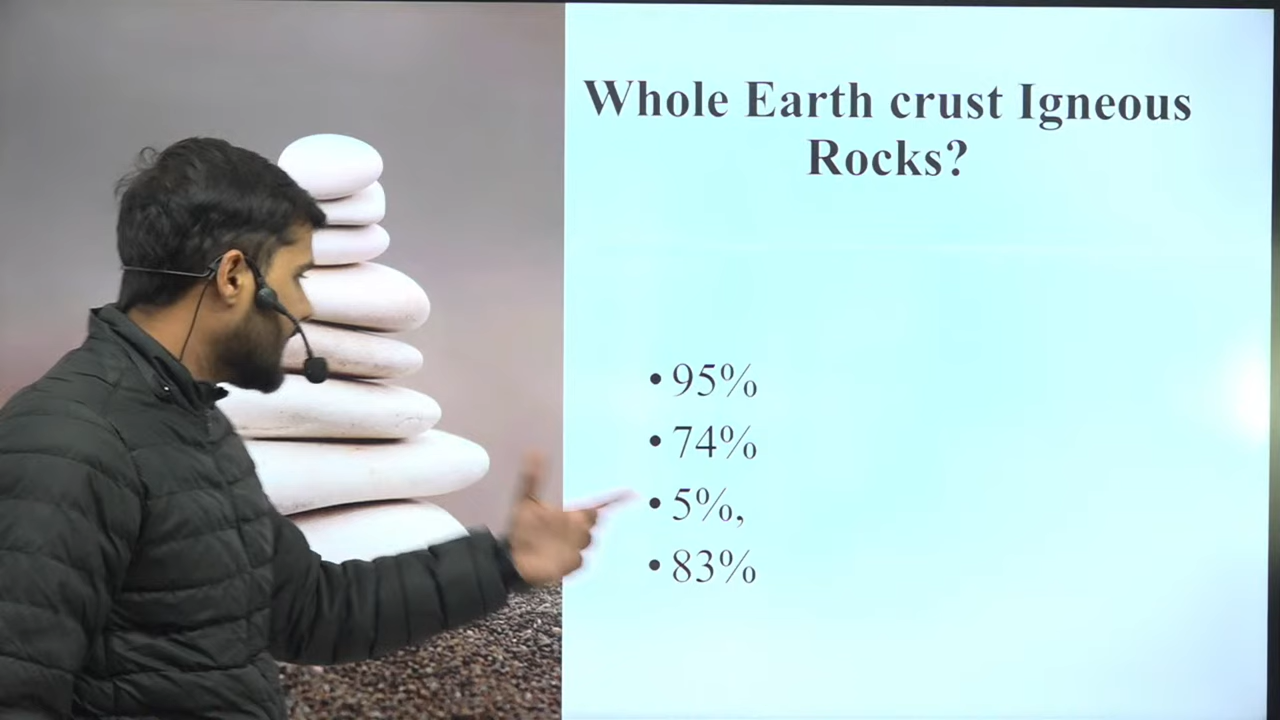 Whole Earth crust Igneous
Rocks?
• 95%
• 74%
• 5%,
• 83%